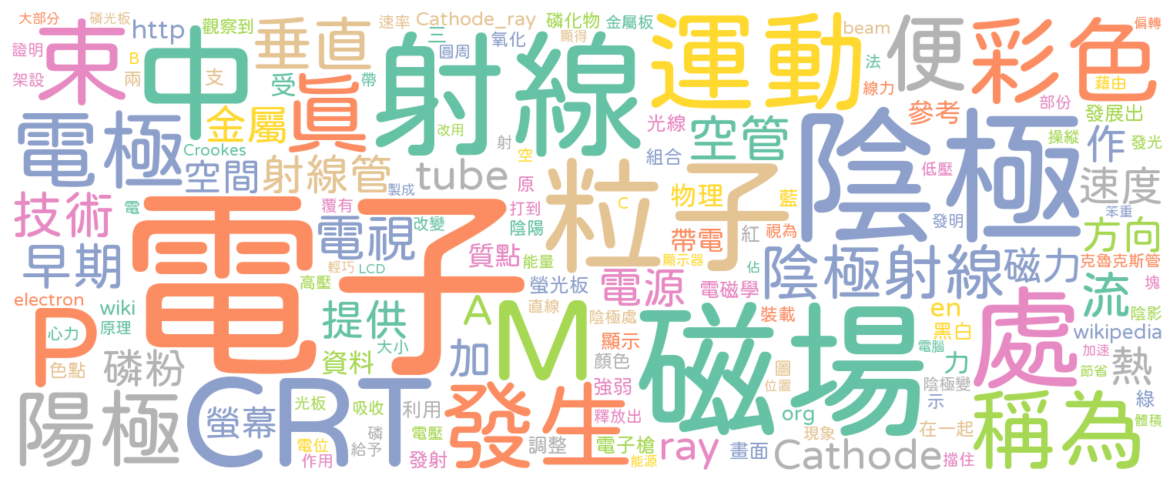 大部分 磷光板 http 觀察到 垂直 速率 Cathode_ray 磷化物 金屬板 beam 便 彩色 偏轉
證明 束 B 中 三 氧化 顯得 射線 運動
架設 兩 支 受 圓周 帶 法 線力 藉由
電極 金屬 真 改用 射 光線 空管 陰極 參考 部份 發展出
Crookes 空間 射線管 tube 空 組合 操縱 作 發光
技術 電 電子 製成 原 粒子 物理 藍 低壓 速度
覆有 電視 改變 打到 陰陽 C 帶電 紅 視為 發明 笨重 方向
早期 輕巧 LCD 質點 能量 顯示器 陰極射線 磁力 克魯克斯管
高壓 螢光板 電源 電磁學 佔 流 塊
electron wiki 提供 A 直線 裝載 en 處 陰影
P 心力 原理 M 陰極處 顯示 磁場 黑白 wikipedia
色點 磷粉 大小 資料 加 顏色 圖 電腦 力 加速 熱
陽極 CRT 發生 強弱 位置 陰極變 節省 稱為
螢幕 光板 吸收 利用 釋放出 org 示 綠
磷 電壓 電子槍 ray 現象 在一起 體積
電位 給予 調整 畫面
作用 發射 能源 Cathode 擋住